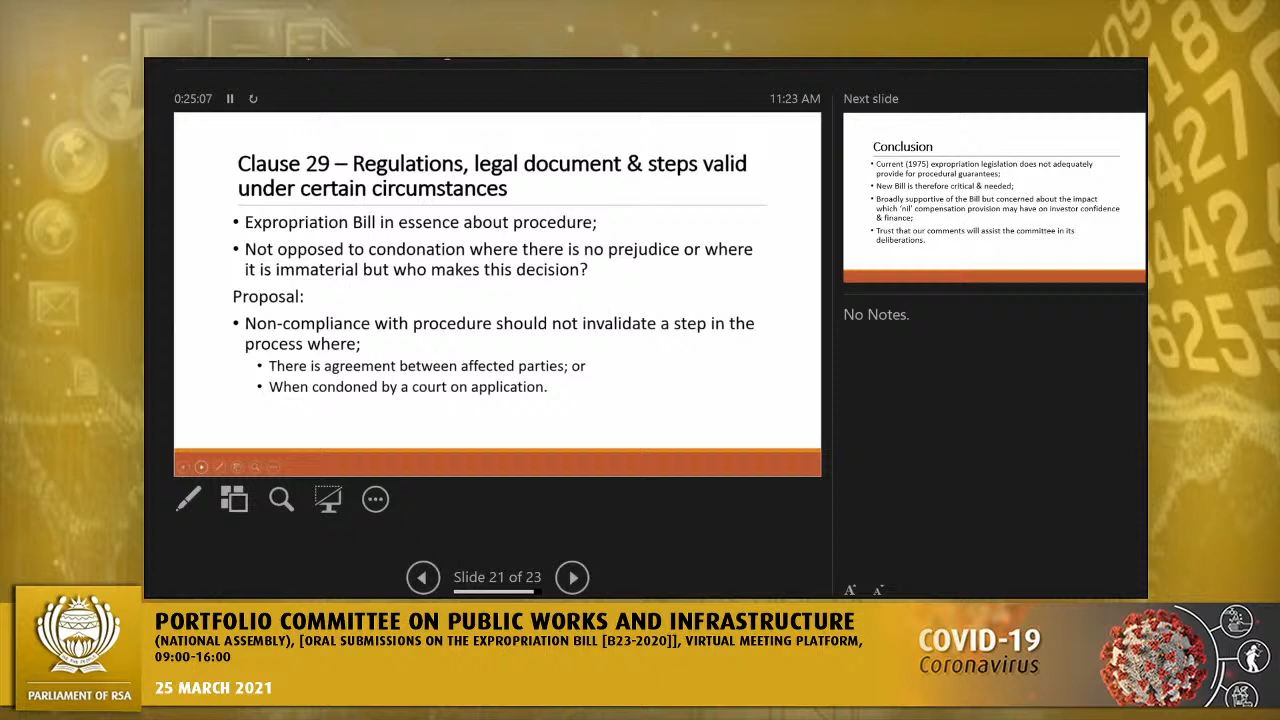 0:25:07
11:23 AM
Next slide
Clause 29 – Regulations, legal document & steps valid
under certain circumstances
• Expropriation Bill in essence about procedure;
• Not opposed to condonation where there is no prejudice or where
it is immaterial but who makes this decision?
Proposal:
• Non-compliance with procedure should not invalidate a step in the
process where;
• There is agreement between affected parties; or
• When condoned by a court on application.
Conclusion
• Current (1975) expropriation legislation does not adequately
provide for procedural guarantees;
• New Bill is therefore critical & needed;
• Broadly supportive of the Bill but concerned about the impact
which 'nil' compensation provision may have on investor confidence
& finance;
• Trust that our comments will assist the committee in its
deliberations.
No Notes.
Slide 21 of 23
A A
PARLIAMENT OF RSA
PORTFOLIO COMMITTEE ON PUBLIC WORKS AND INFRASTRUCTURE
(NATIONAL ASSEMBLY), [ORAL SUBMISSIONS ON THE EXPROPRIATION BILL [B23-2020]], VIRTUAL MEETING PLATFORM,
09:00-16:00
25 MARCH 2021
COVID-19
Coronavirus